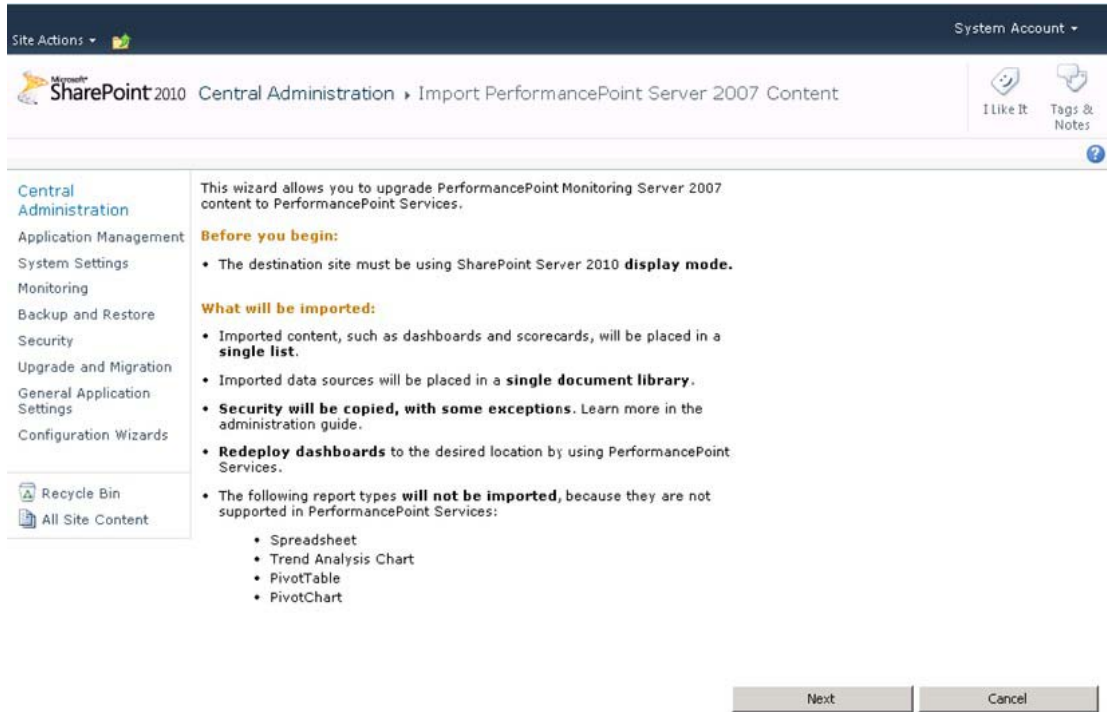 Site Actions
System Account
Microsoft
SharePoint 2010 Central Administration ▸ Import PerformancePoint Server 2007 Content
I Like It
Tags &
Notes
Central
Administration
Application Management
System Settings
Monitoring
Backup and Restore
Security
Upgrade and Migration
General Application
Settings
Configuration Wizards
Recycle Bin
All Site Content
This wizard allows you to upgrade PerformancePoint Monitoring Server 2007
content to PerformancePoint Services.
Before you begin:
• The destination site must be using SharePoint Server 2010 display mode.
What will be imported:
• Imported content, such as dashboards and scorecards, will be placed in a
single list.
• Imported data sources will be placed in a single document library.
• Security will be copied, with some exceptions. Learn more in the
administration guide.
• Redeploy dashboards to the desired location by using PerformancePoint
Services.
• The following report types will not be imported, because they are not
supported in PerformancePoint Services:
• Spreadsheet
• Trend Analysis Chart
• PivotTable
• PivotChart
Next
Cancel